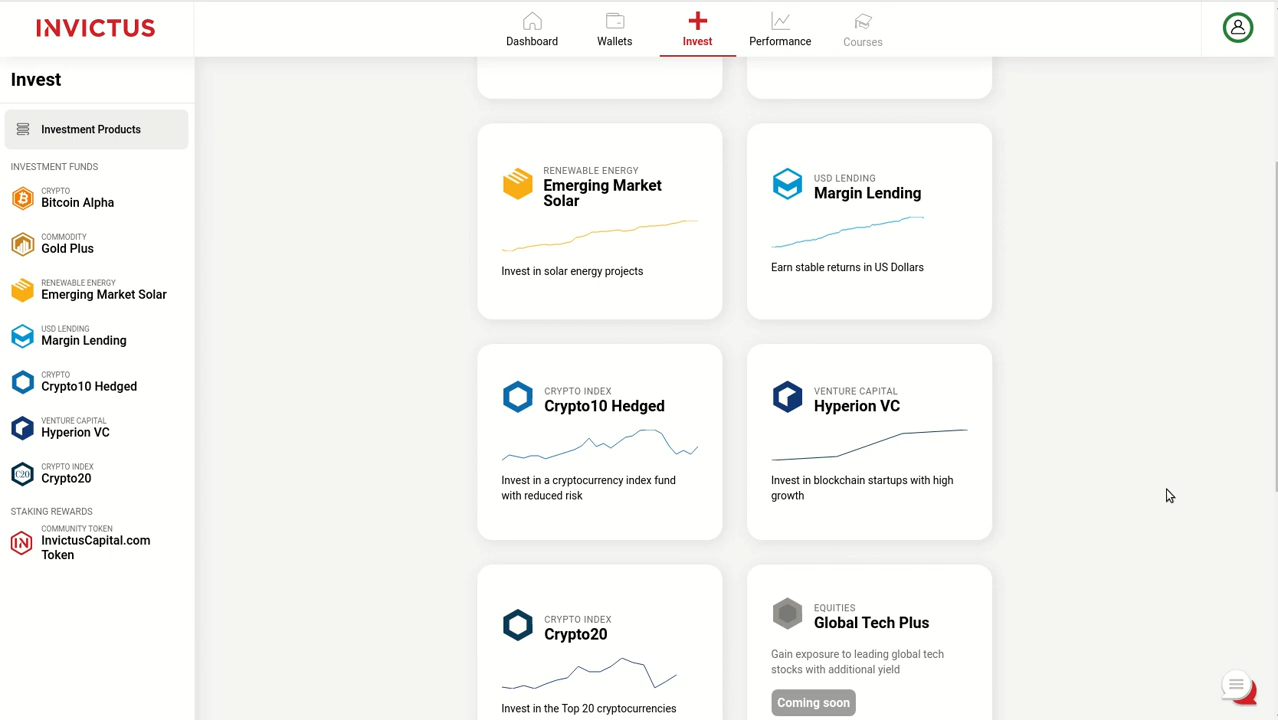 INVICTUS
Dashboard
Wallets
Invest
Performance
Courses
Invest
Investment Products
INVESTMENT FUNDS
CRYPTO
Bitcoin Alpha
COMMODITY
Gold Plus
RENEWABLE ENERGY
Emerging Market Solar
USD LENDING
Margin Lending
CRYPTO
Crypto10 Hedged
VENTURE CAPITAL
Hyperion VC
C20
CRYPTO INDEX
Crypto20
STAKING REWARDS
IN
COMMUNITY TOKEN
InvictusCapital.com
Token
RENEWABLE ENERGY
Emerging Market
Solar
Invest in solar energy projects
USD LENDING
Margin Lending
Earn stable returns in US Dollars
CRYPTO INDEX
Crypto10 Hedged
Invest in a cryptocurrency index fund
with reduced risk
VENTURE CAPITAL
Hyperion VC
Invest in blockchain startups with high
growth
CRYPTO INDEX
Crypto20
Invest in the Top 20 cryptocurrencies
EQUITIES
Global Tech Plus
Gain exposure to leading global tech
stocks with additional yield
Coming soon